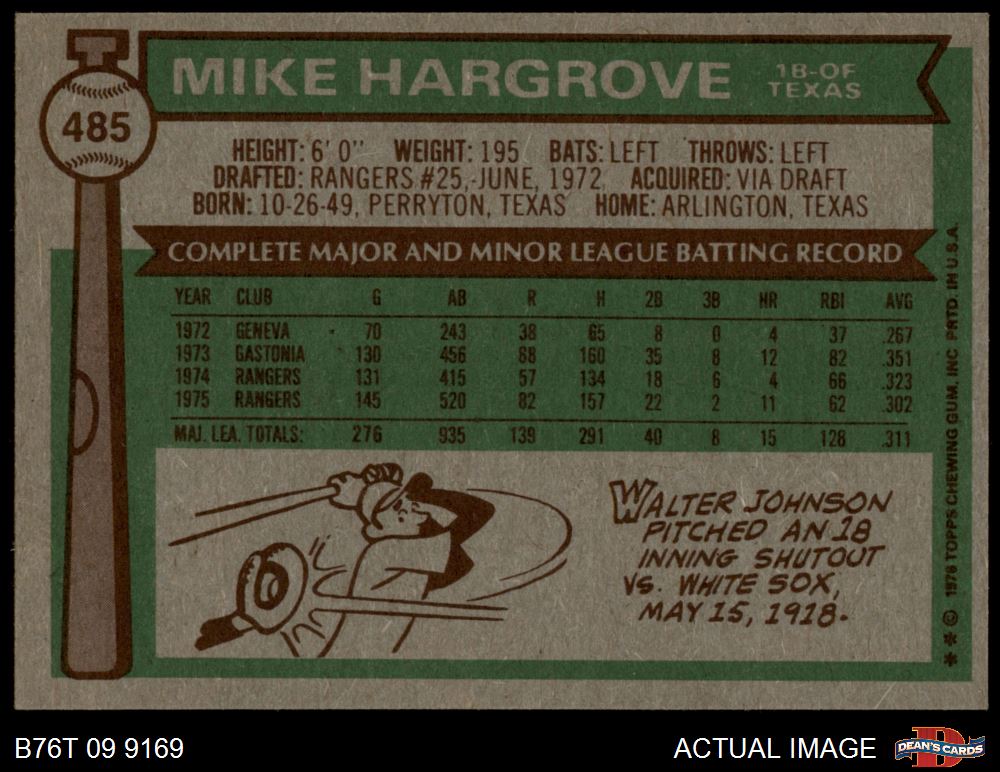 MIKE HARGROVE
1B-OF
TEXAS
485
HEIGHT: 6' 0" WEIGHT: 195 BATS: LEFT THROWS: LEFT
DRAFTED: RANGERS #25,-JUNE, 1972 ACQUIRED: VIA DRAFT
BORN: 10-26-49, PERRYTON, TEXAS HOME: ARLINGTON, TEXAS
COMPLETE MAJOR AND MINOR LEAGUE BATTING RECORD
YEAR CLUB G AB R H 2B 3B HR RBI AVG
1972 GENEVA 70 243 38 65 8 0 4 37 .267
1973 GASTONIA 130 456 88 160 35 8 12 82 .351
1974 RANGERS 131 415 57 134 18 6 4 66 .323
1975 RANGERS 145 520 82 157 22 2 11 62 .302
MAJ. LEA. TOTALS: 276 935 139 291 40 8 15 128 .311
WALTER JOHNSON
PITCHED AN 18
INNING SHUTOUT
VS. WHITE SOX,
MAY 15, 1918.
* * © 1976 TOPPS CHEWING GUM, INC PRTD. IN U.S.A.
B76T 09 9169
ACTUAL IMAGE
D
DEAN'S CARDS